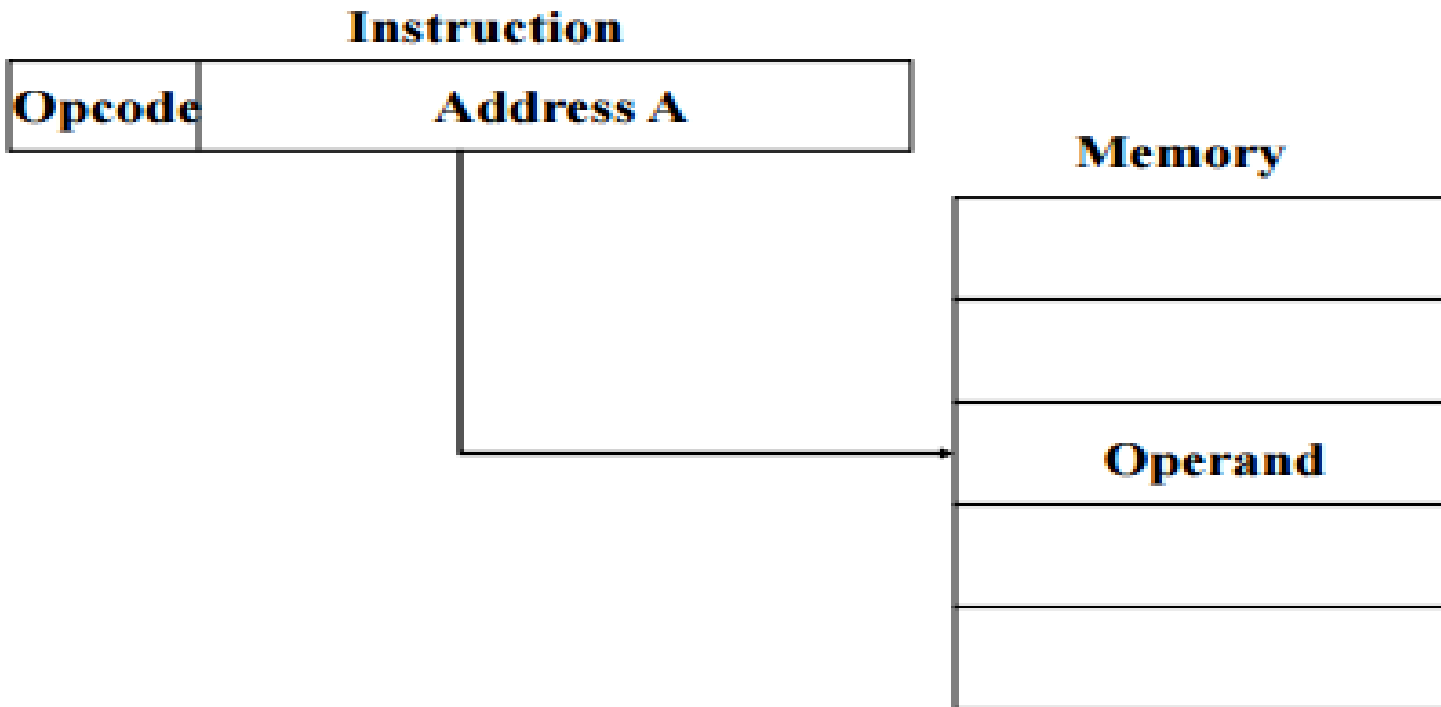 Instruction
Opcode
Address A
Memory
Operand